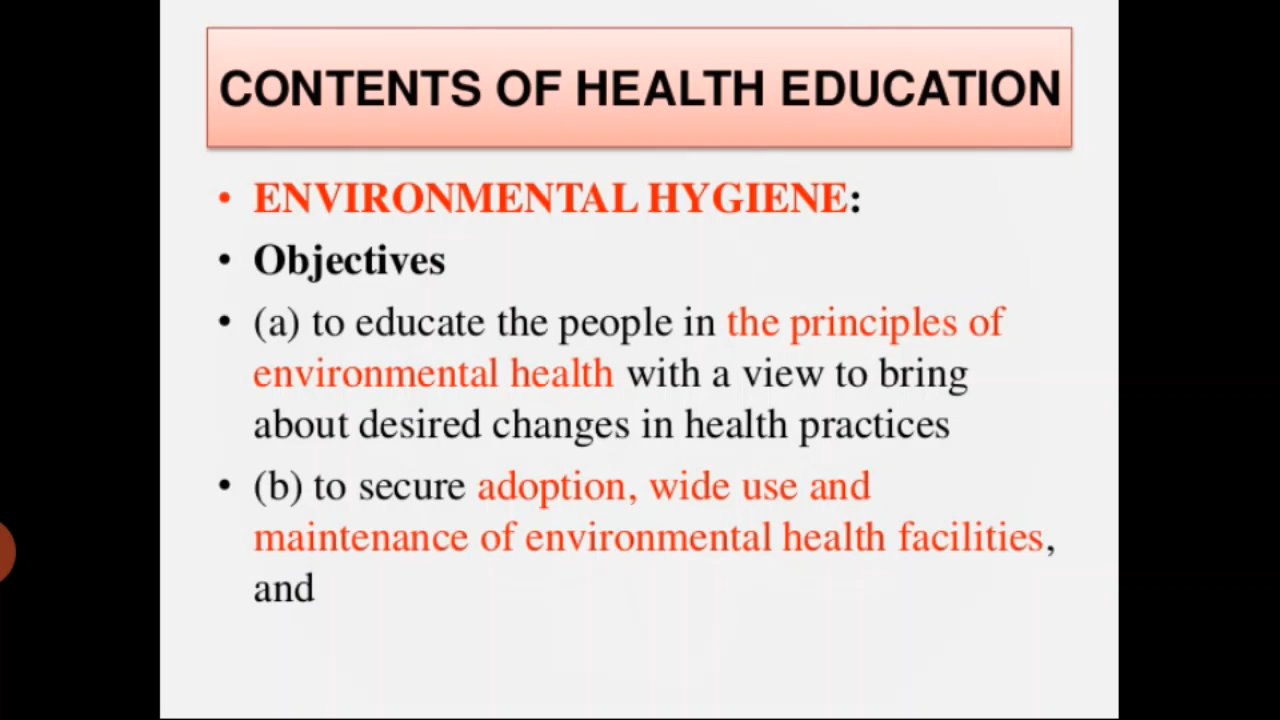 CONTENTS OF HEALTH EDUCATION
• ENVIRONMENTAL HYGIENE:
• Objectives
• (a) to educate the people in the principles of
environmental health with a view to bring
about desired changes in health practices
• (b) to secure adoption, wide use and
maintenance of environmental health facilities,
and